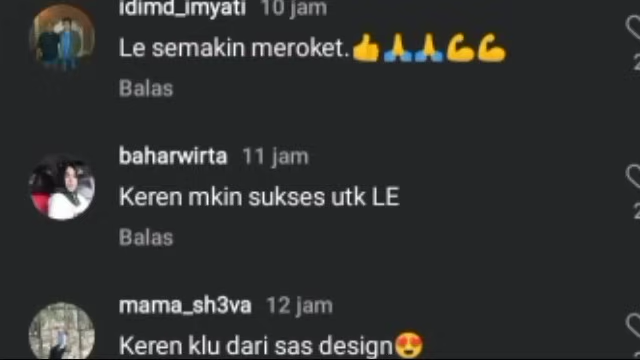 idimd_imyati 10 jam
Le semakin meroket.👍🙏🙏💪💪
Balas
baharwirta 11 jam
Keren mkin sukses utk LE
Balas
mama_sh3va 12 jam
Keren klu dari sas design😍